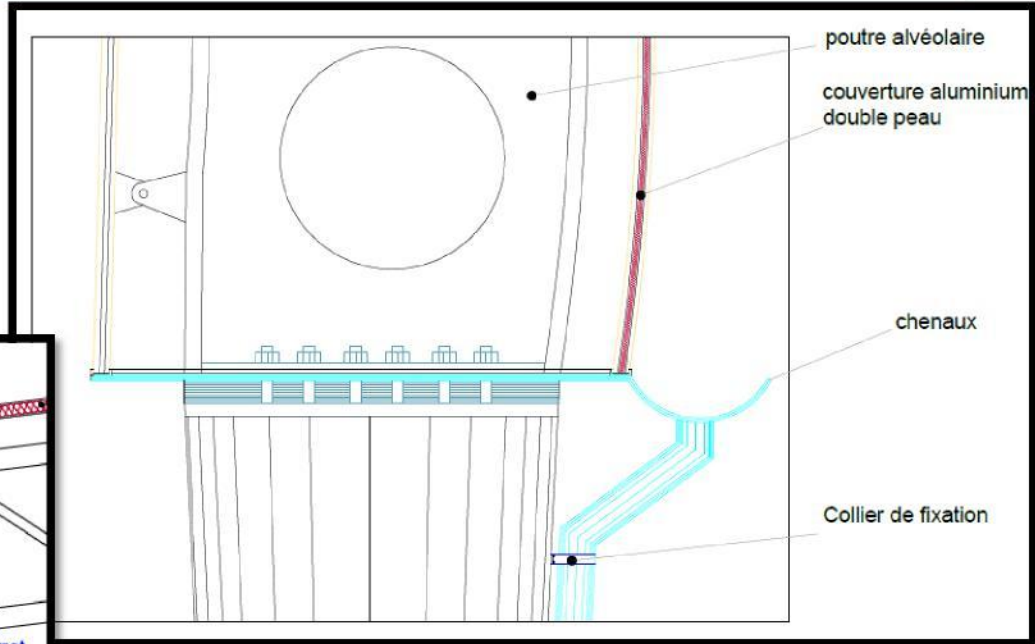 poutre alvéolaire
couverture aluminium
double peau
chenaux
Collier de fixation